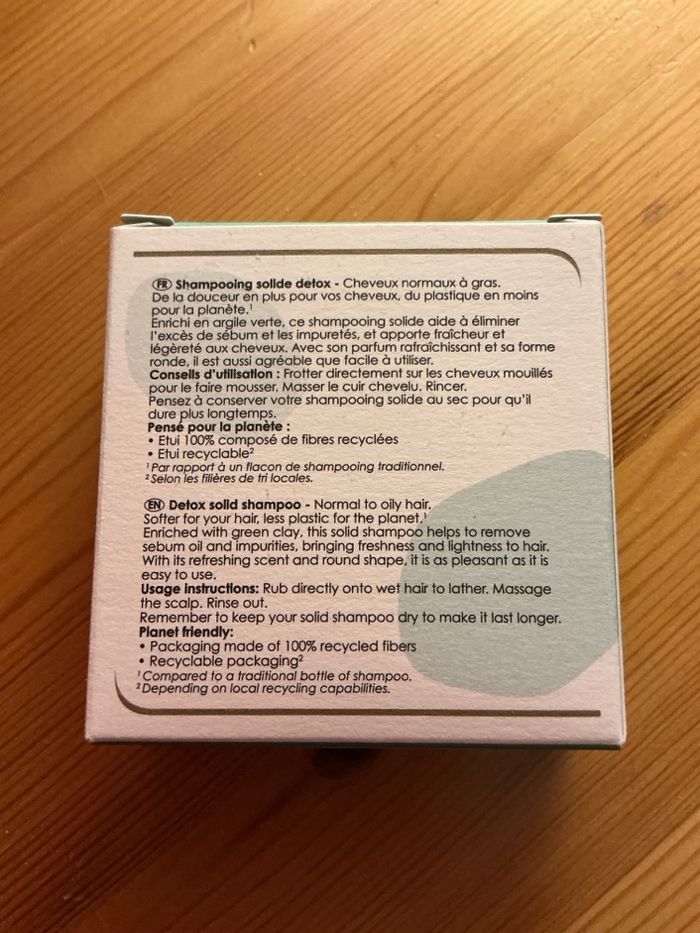 FR Shampooing solide detox - Cheveux normaux à gras.
De la douceur en plus pour vos cheveux, du plastique en moins
pour la planète.¹
Enrichi en argile verte, ce shampooing solide aide à éliminer
l'excès de sébum et les impuretés, et apporte fraîcheur et
légèreté aux cheveux. Avec son parfum rafraîchissant et sa forme
ronde, il est aussi agréable que facile à utiliser.
Conseils d'utilisation : Frotter directement sur les cheveux mouillés
pour le faire mousser. Masser le cuir chevelu. Rincer.
Pensez à conserver votre shampooing solide au sec pour qu'il
dure plus longtemps.
Pensé pour la planète :
• Etui 100% composé de fibres recyclées
• Etui recyclable²
¹Par rapport à un flacon de shampooing traditionnel.
²Selon les filières de tri locales.
EN Detox solid shampoo - Normal to oily hair.
Softer for your hair, less plastic for the planet.¹
Enriched with green clay, this solid shampoo helps to remove
sebum oil and impurities, bringing freshness and lightness to hair.
With its refreshing scent and round shape, it is as pleasant as it is
easy to use.
Usage instructions: Rub directly onto wet hair to lather. Massage
the scalp. Rinse out.
Remember to keep your solid shampoo dry to make it last longer.
Planet friendly:
• Packaging made of 100% recycled fibers
• Recyclable packaging²
¹Compared to a traditional bottle of shampoo.
²Depending on local recycling capabilities.